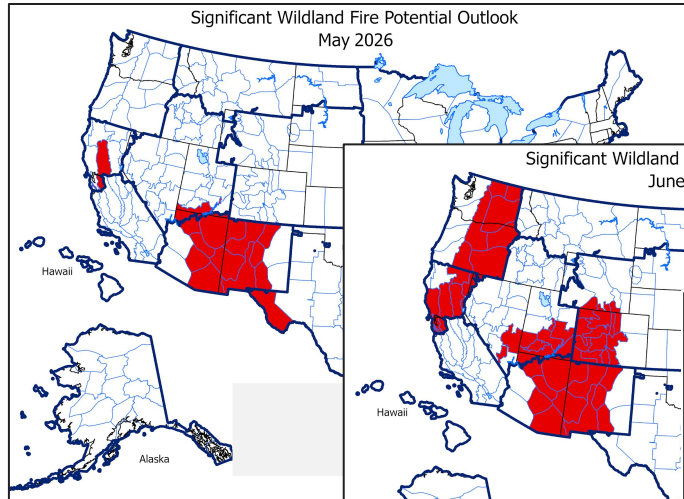 Significant Wildland Fire Potential Outlook
May 2026
Hawaii
Alaska
Significant Wildland
June
Hawaii